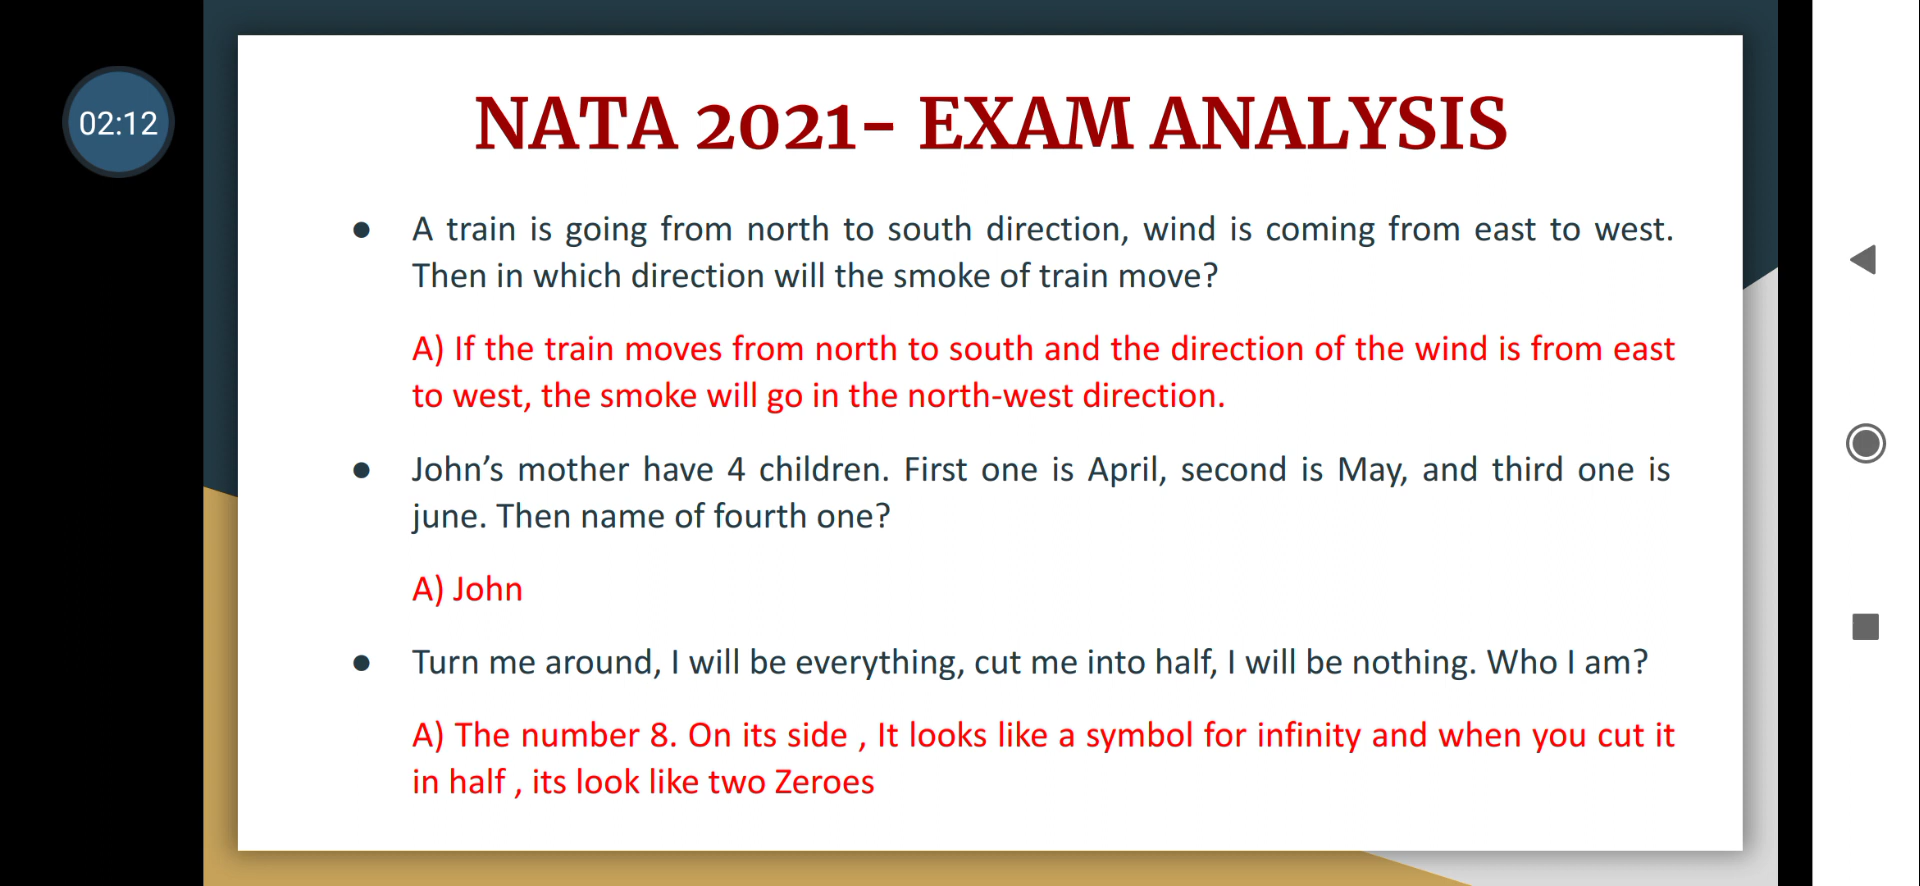 02:12
NATA 2021- EXAM ANALYSIS
● A train is going from north to south direction, wind is coming from east to west.
Then in which direction will the smoke of train move?
A) If the train moves from north to south and the direction of the wind is from east
to west, the smoke will go in the north-west direction.
● John’s mother have 4 children. First one is April, second is May, and third one is
june. Then name of fourth one?
A) John
● Turn me around, I will be everything, cut me into half, I will be nothing. Who I am?
A) The number 8. On its side , It looks like a symbol for infinity and when you cut it
in half , its look like two Zeroes